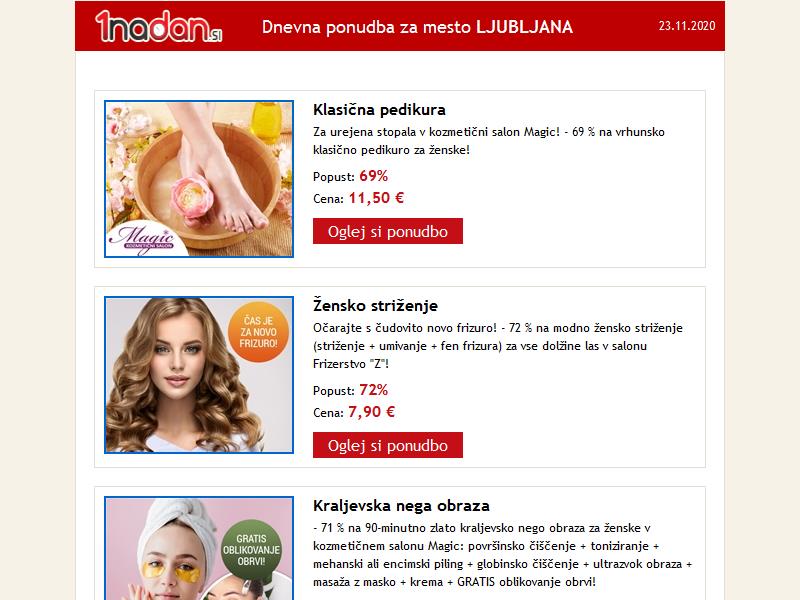 1nadan.si
Dnevna ponudba za mesto LJUBLJANA
23.11.2020
Klasična pedikura
Za urejena stopala v kozmetični salon Magic! - 69 % na vrhunsko
klasično pedikuro za ženske!
Popust: 69%
Cena: 11,50 €
Oglej si ponudbo
Magic
KOZMETIČNI SALON
Žensko striženje
Očarajte s čudovito novo frizuro! - 72 % na modno žensko striženje
(striženje + umivanje + fen frizura) za vse dolžine las v salonu
Frizerstvo "Z"!
Popust: 72%
Cena: 7,90 €
Oglej si ponudbo
ČAS JE
ZA NOVO
FRIZURO!
Kraljevska nega obraza
- 71 % na 90-minutno zlato kraljevsko nego obraza za ženske v
kozmetičnem salonu Magic: površinsko čiščenje + toniziranje +
mehanski ali encimski piling + globinsko čiščenje + ultrazvok obraza +
masaža z masko + krema + GRATIS oblikovanje obrvi!
GRATIS
OBLIKOVANJE
OBRVI!